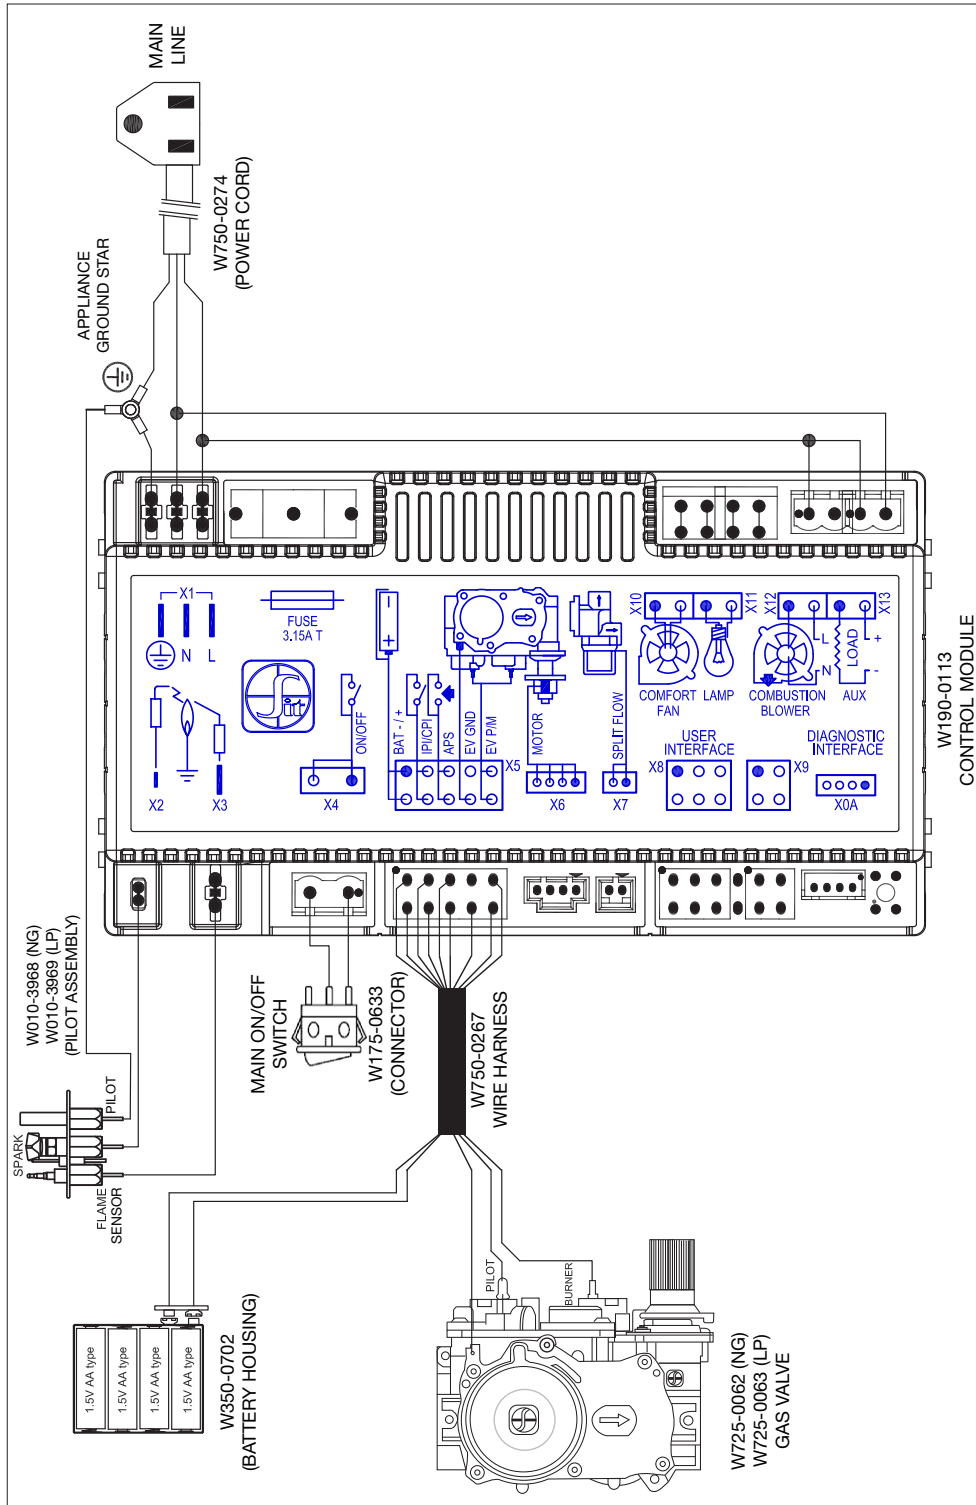 MAIN
LINE
W750-0274
(POWER CORD)
APPLIANCE
GROUND STAR
X1
N
L
FUSE
3.15A T
Sit
X2
X3
X4
ON/OFF
BAT - / +
IPI/CPI
APS
EV GND
EV P/M
X5
+
-
MOTOR
X6
SPLIT FLOW
X7
X10
X11
X12
X13
COMFORT
FAN
LAMP
COMBUSTION
BLOWER
L
N
LOAD
+
-
AUX
USER
INTERFACE
X8
X9
DIAGNOSTIC
INTERFACE
X0A
W190-0113
CONTROL MODULE
W010-3968 (NG)
W010-3969 (LP)
(PILOT ASSEMBLY)
PILOT
SPARK
FLAME
SENSOR
MAIN ON/OFF
SWITCH
W175-0633
(CONNECTOR)
W750-0267
WIRE HARNESS
1.5V AA type
1.5V AA type
1.5V AA type
1.5V AA type
W350-0702
(BATTERY HOUSING)
PILOT
BURNER
W725-0062 (NG)
W725-0063 (LP)
GAS VALVE